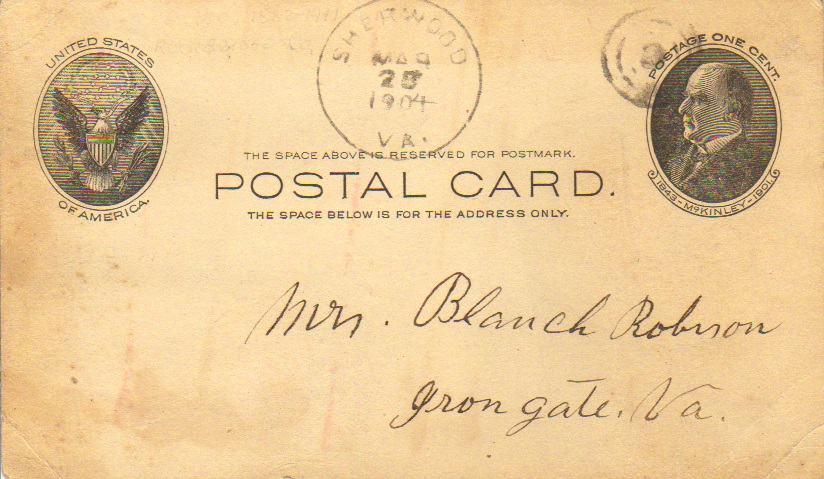 SHERWOOD
MAR
25
1904
VA.
UNITED STATES
OF AMERICA.
POSTAGE ONE CENT.
1843-McKINLEY-1901
THE SPACE ABOVE IS RESERVED FOR POSTMARK.
POSTAL CARD.
THE SPACE BELOW IS FOR THE ADDRESS ONLY.
Mrs. Blanch Robinson
Iron gate. Va.